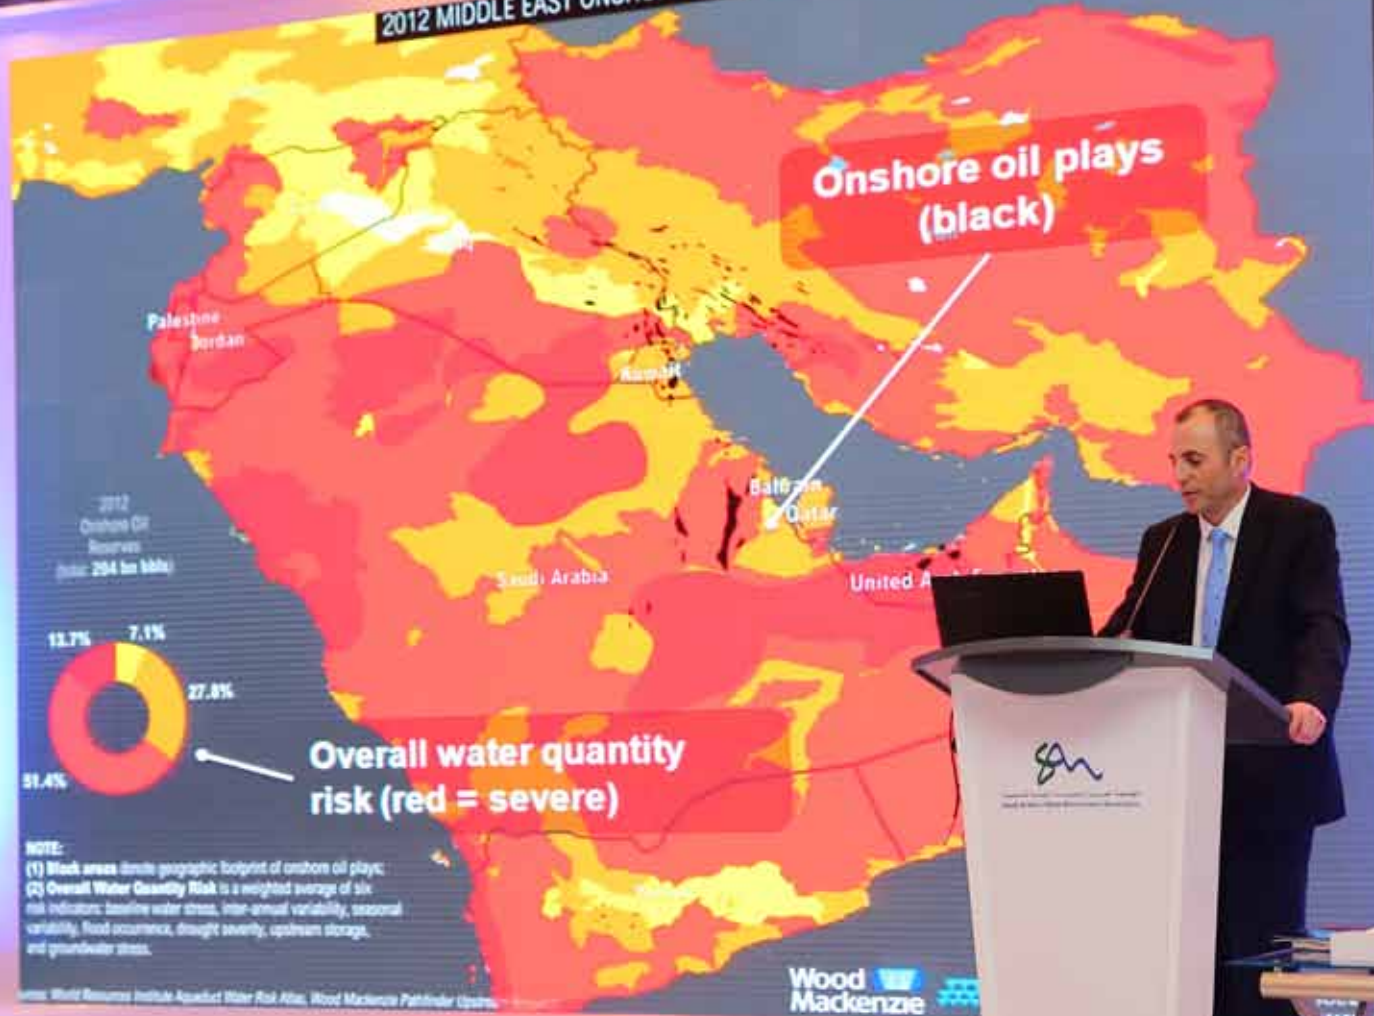 2012 MIDDLE EAST ONSHORE
Onshore oil plays
(black)
Palestine
Jordan
Kuwait
Bahrain
Qatar
Saudi Arabia
United A
2012
Onshore Oil
Reserves
(total: 294 bn bbls)
13.7%
7.1%
27.8%
51.4%
Overall water quantity
risk (red = severe)
NOTE:
(1) Black areas denote geographic footprint of onshore oil plays;
(2) Overall Water Quantity Risk is a weighted average of six
risk indicators: baseline water stress, inter-annual variability, seasonal
variability, flood occurrence, drought severity, upstream storage,
and groundwater stress.
World Resources Institute Aqueduct Water Risk Atlas, Wood Mackenzie Pathfinder
Wood
Mackenzie